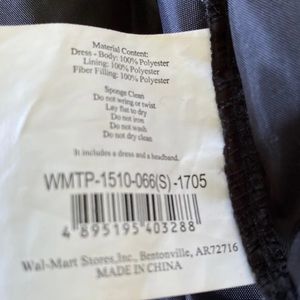 Material Content:
Dress - Body: 100% Polyester
Lining: 100% Polyester
Fiber Filling: 100% Polyester
Sponge Clean
Do not wring or twist
Lay flat to dry
Do not iron
Do not wash
Do not dry clean
It includes a dress and a headband.
WMTP-1510-066(S)-1705
4 895195 403288
Wal-Mart Stores,Inc., Bentonville, AR72716
MADE IN CHINA